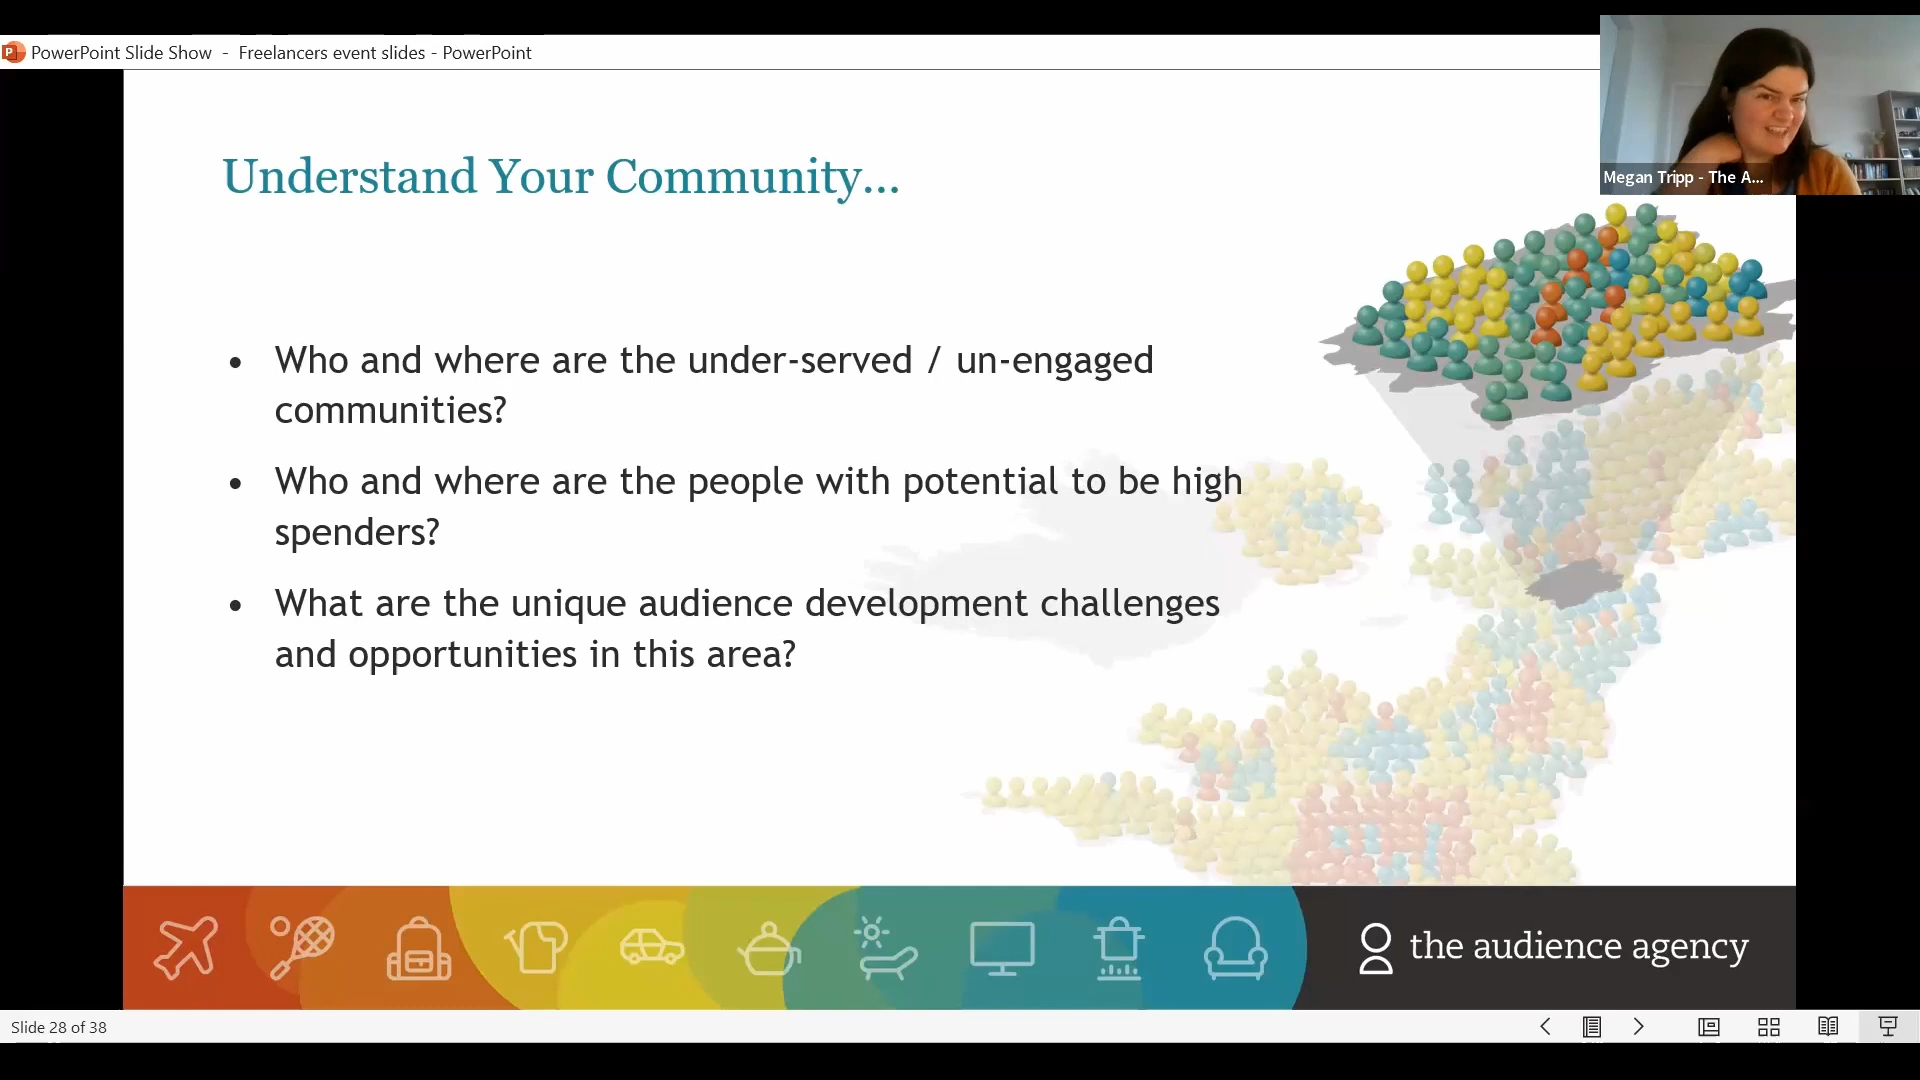 PowerPoint Slide Show - Freelancers event slides - PowerPoint
Megan Tripp - The A...
Understand Your Community...
• Who and where are the under-served / un-engaged
communities?
• Who and where are the people with potential to be high
spenders?
• What are the unique audience development challenges
and opportunities in this area?
the audience agency
Slide 28 of 38